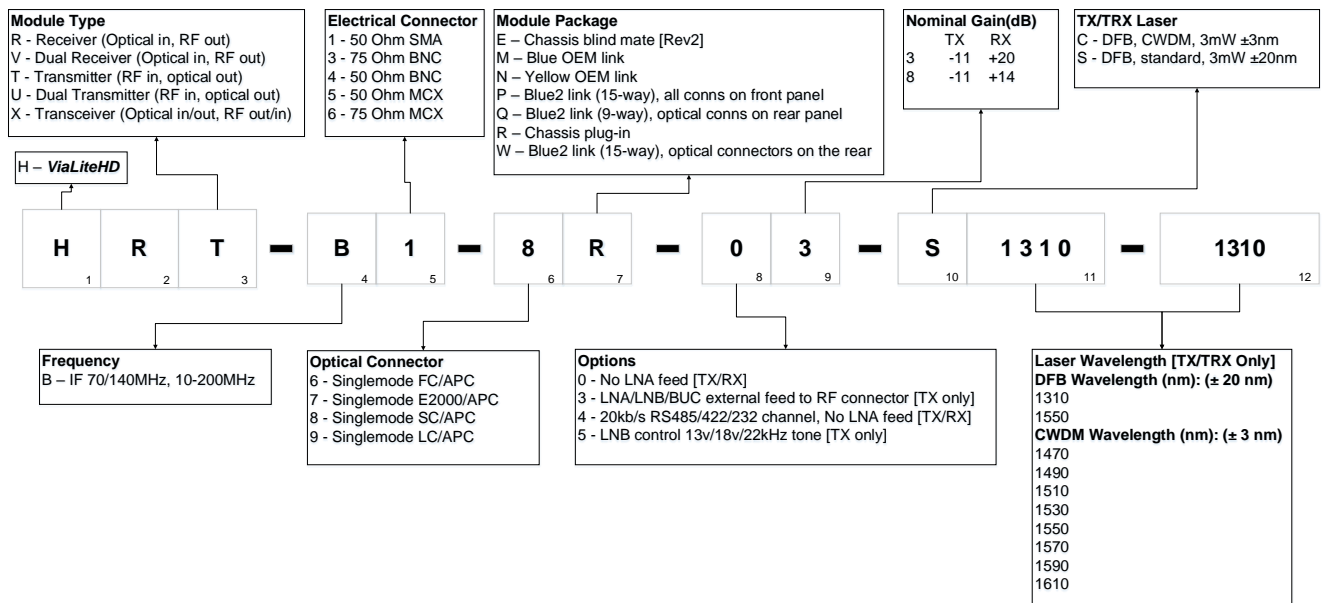 Module Type
R - Receiver (Optical in, RF out)
V - Dual Receiver (Optical in, RF out)
T - Transmitter (RF in, optical out)
U - Dual Transmitter (RF in, optical out)
X - Transceiver (Optical in/out, RF out/in)
Electrical Connector
1 - 50 Ohm SMA
3 - 75 Ohm BNC
4 - 50 Ohm BNC
5 - 50 Ohm MCX
6 - 75 Ohm MCX
Module Package
E – Chassis blind mate [Rev2]
M – Blue OEM link
N – Yellow OEM link
P – Blue2 link (15-way), all conns on front panel
Q – Blue2 link (9-way), optical conns on rear panel
R – Chassis plug-in
W – Blue2 link (15-way), optical connectors on the rear
Nominal Gain(dB)
TX RX
3 -11 +20
8 -11 +14
TX/TRX Laser
C - DFB, CWDM, 3mW ±3nm
S - DFB, standard, 3mW ±20nm
H – ViaLiteHD
H R T – B 1 – 8 R – 0 3 – S 1 3 1 0 – 1310
1 2 3 4 5 6 7 8 9 10 11 12
Frequency
B – IF 70/140MHz, 10-200MHz
Optical Connector
6 - Singlemode FC/APC
7 - Singlemode E2000/APC
8 - Singlemode SC/APC
9 - Singlemode LC/APC
Options
0 - No LNA feed [TX/RX]
3 - LNA/LNB/BUC external feed to RF connector [TX only]
4 - 20kb/s RS485/422/232 channel, No LNA feed [TX/RX]
5 - LNB control 13v/18v/22kHz tone [TX only]
Laser Wavelength [TX/TRX Only]
DFB Wavelength (nm): (± 20 nm)
1310
1550
CWDM Wavelength (nm): (± 3 nm)
1470
1490
1510
1530
1550
1570
1590
1610